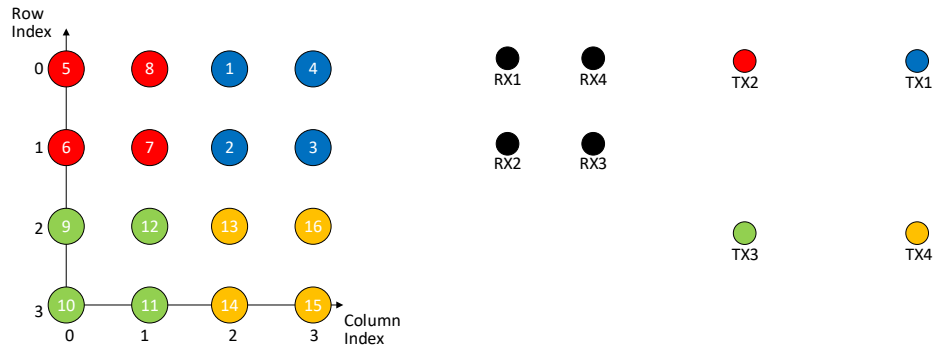 Row
Index
0 5 8 1 4
RX1 RX4 TX2 TX1
1 6 7 2 3
RX2 RX3
2 9 12 13 16
TX3 TX4
3 10 11 14 15
0 1 2 3
Column
Index